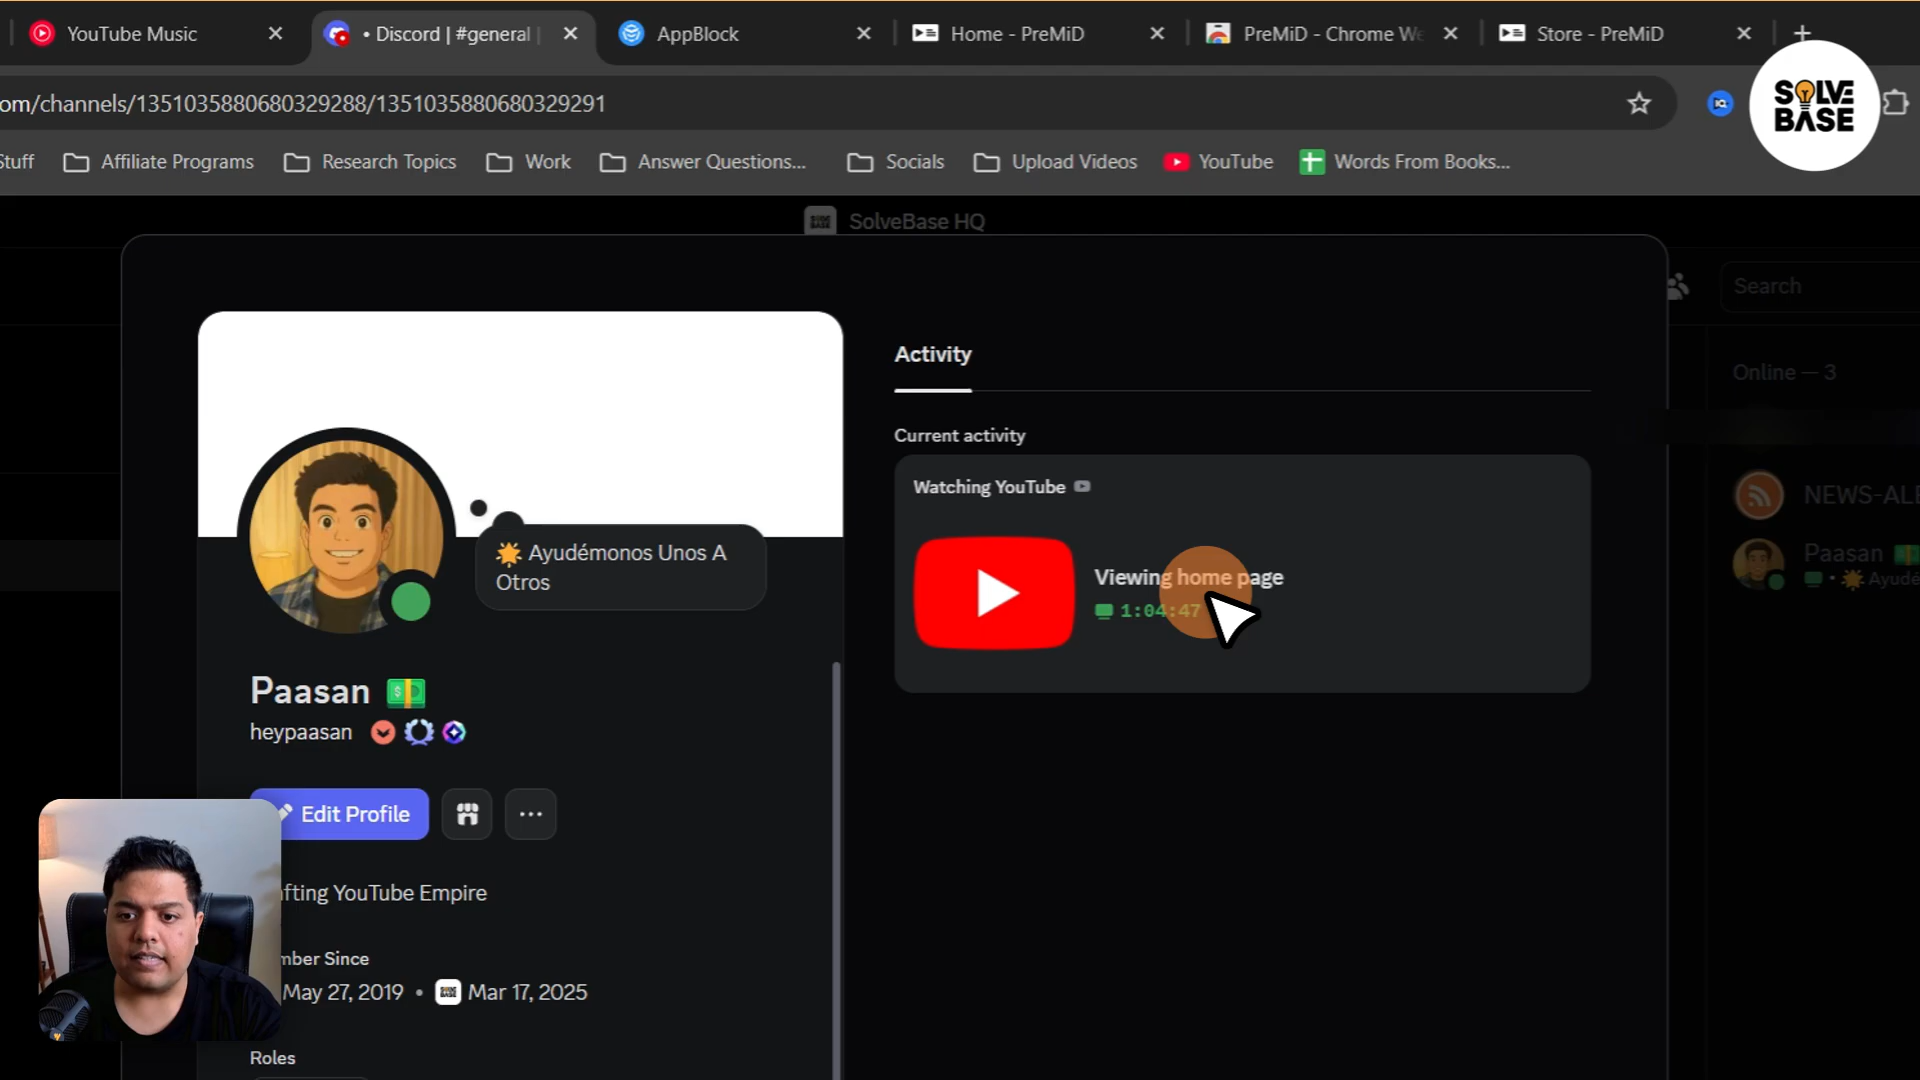 YouTube Music
• Discord | #general |
AppBlock
Home - PreMiD
PreMiD - Chrome We
Store - PreMiD
om/channels/1351035880680329288/1351035880680329291
SOLVE
BASE
Stuff
Affiliate Programs
Research Topics
Work
Answer Questions...
Socials
Upload Videos
YouTube
Words From Books...
SolveBase HQ
Search
Activity
Online — 3
Current activity
Watching YouTube
NEWS-ALE
🌟 Ayudémonos Unos A
Otros
Viewing home page
1:04:47
Paasan
Ayudé
Paasan
heypaasan
Edit Profile
fting YouTube Empire
mber Since
May 27, 2019 • Mar 17, 2025
Roles